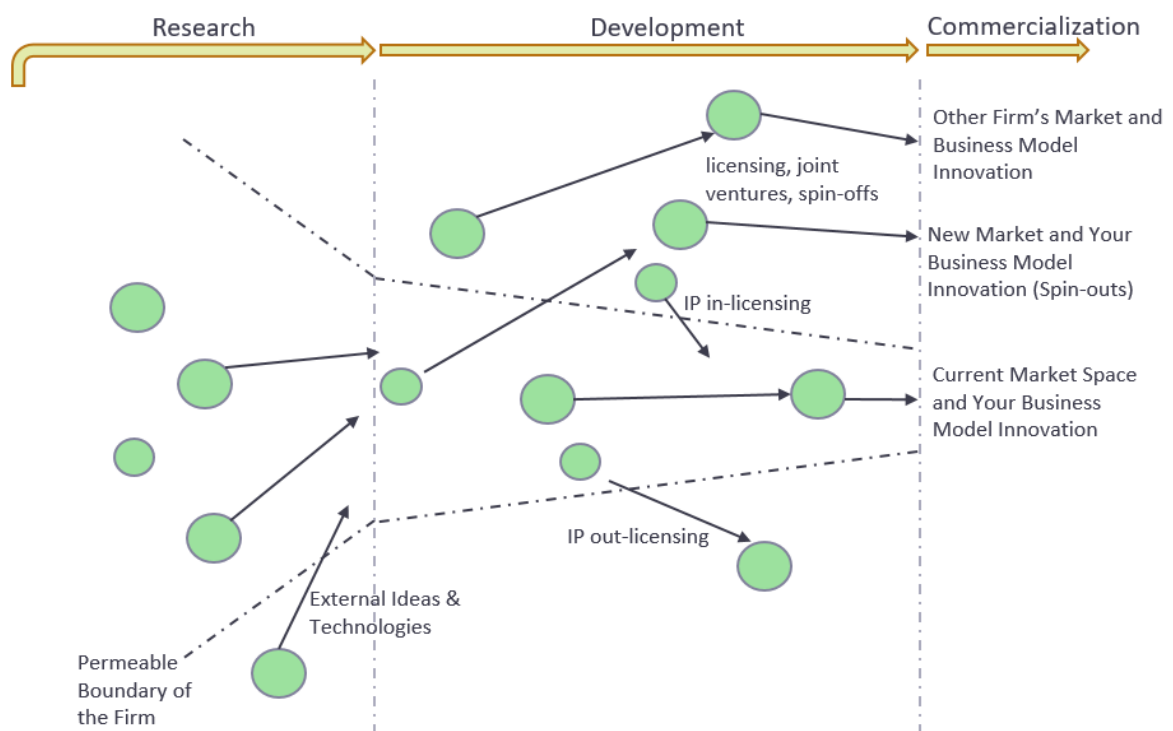 Research
Development
Commercialization
Other Firm's Market and
Business Model
Innovation
licensing, joint
ventures, spin-offs
New Market and Your
Business Model
Innovation (Spin-outs)
IP in-licensing
Current Market Space
and Your Business
Model Innovation
IP out-licensing
External Ideas &
Technologies
Permeable
Boundary of
the Firm